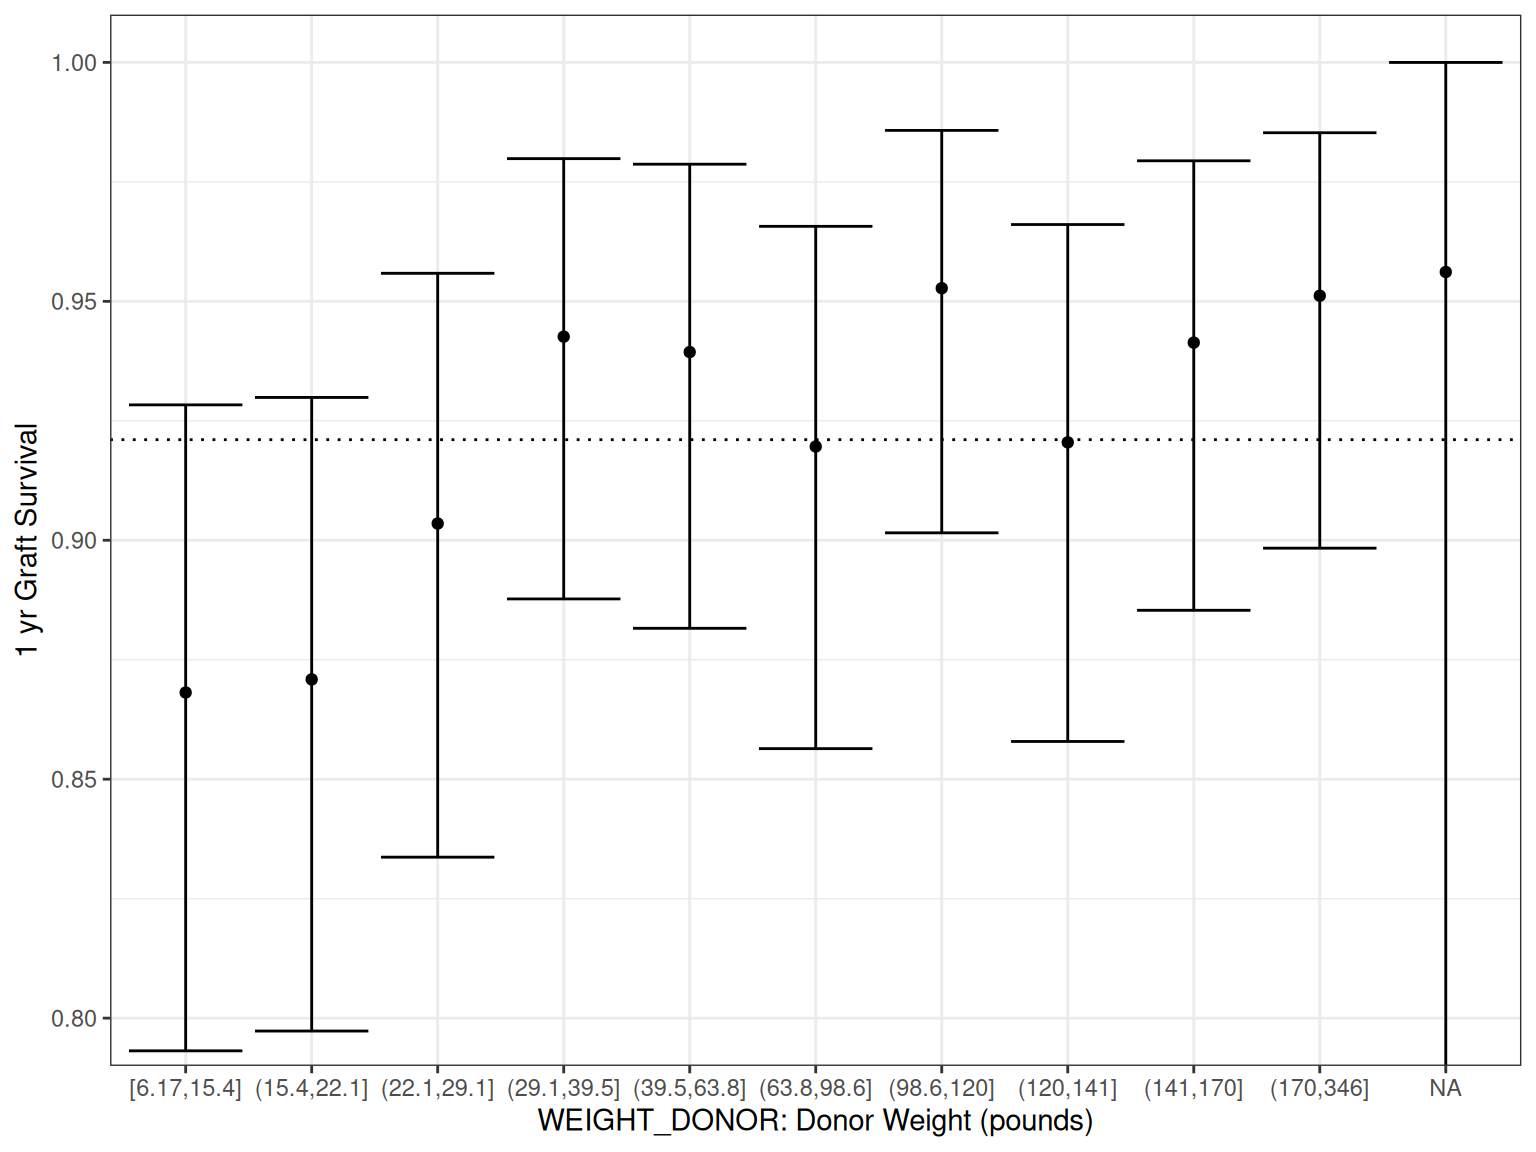 1 yr Graft Survival
1.00
0.95
0.90
0.85
0.80
[6.17,15.4] (15.4,22.1] (22.1,29.1] (29.1,39.5] (39.5,63.8] (63.8,98.6] (98.6,120] (120,141] (141,170] (170,346] NA
WEIGHT_DONOR: Donor Weight (pounds)